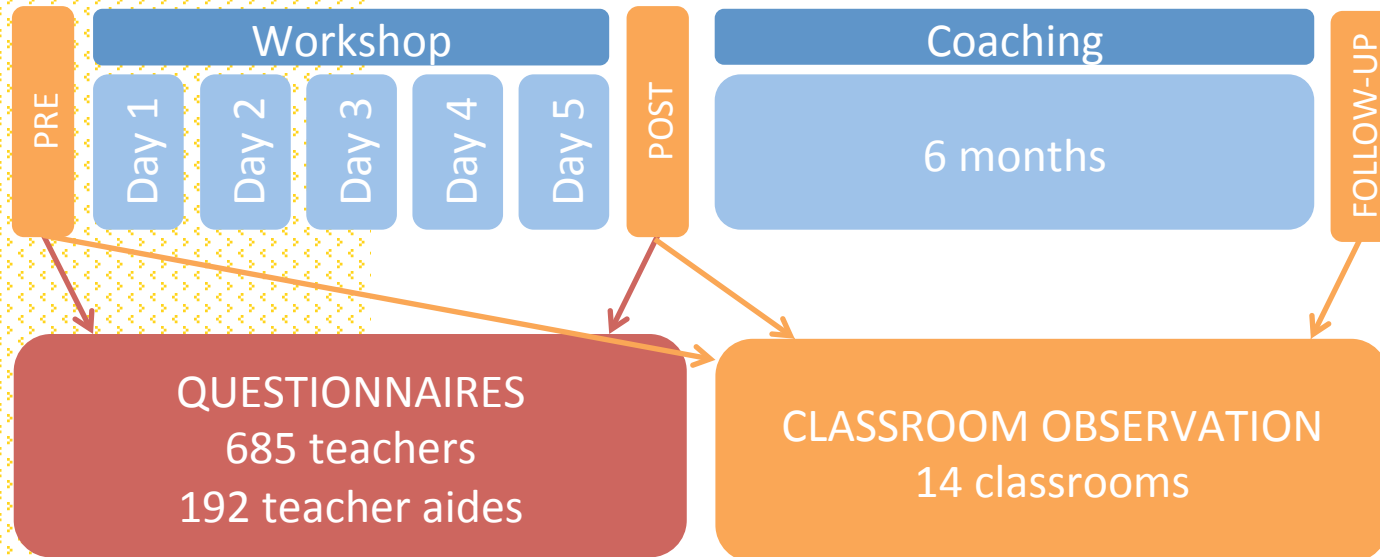 PRE
Workshop
Day 1
Day 2
Day 3
Day 4
Day 5
POST
Coaching
6 months
FOLLOW-UP
QUESTIONNAIRES
685 teachers
192 teacher aides
CLASSROOM OBSERVATION
14 classrooms